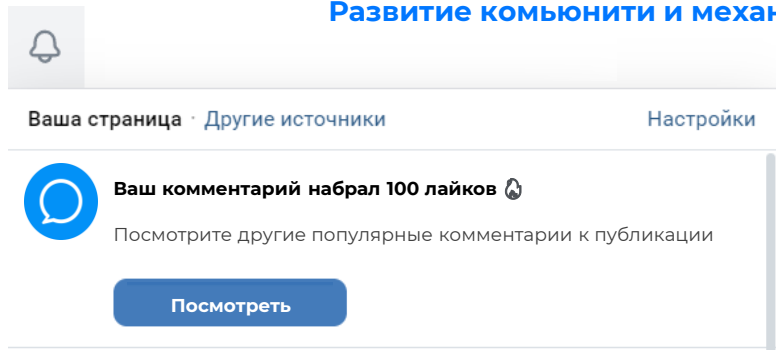 Развитие комьюнити и механ
Ваша страница · Другие источники Настройки
Ваш комментарий набрал 100 лайков
Посмотрите другие популярные комментарии к публикации
Посмотреть